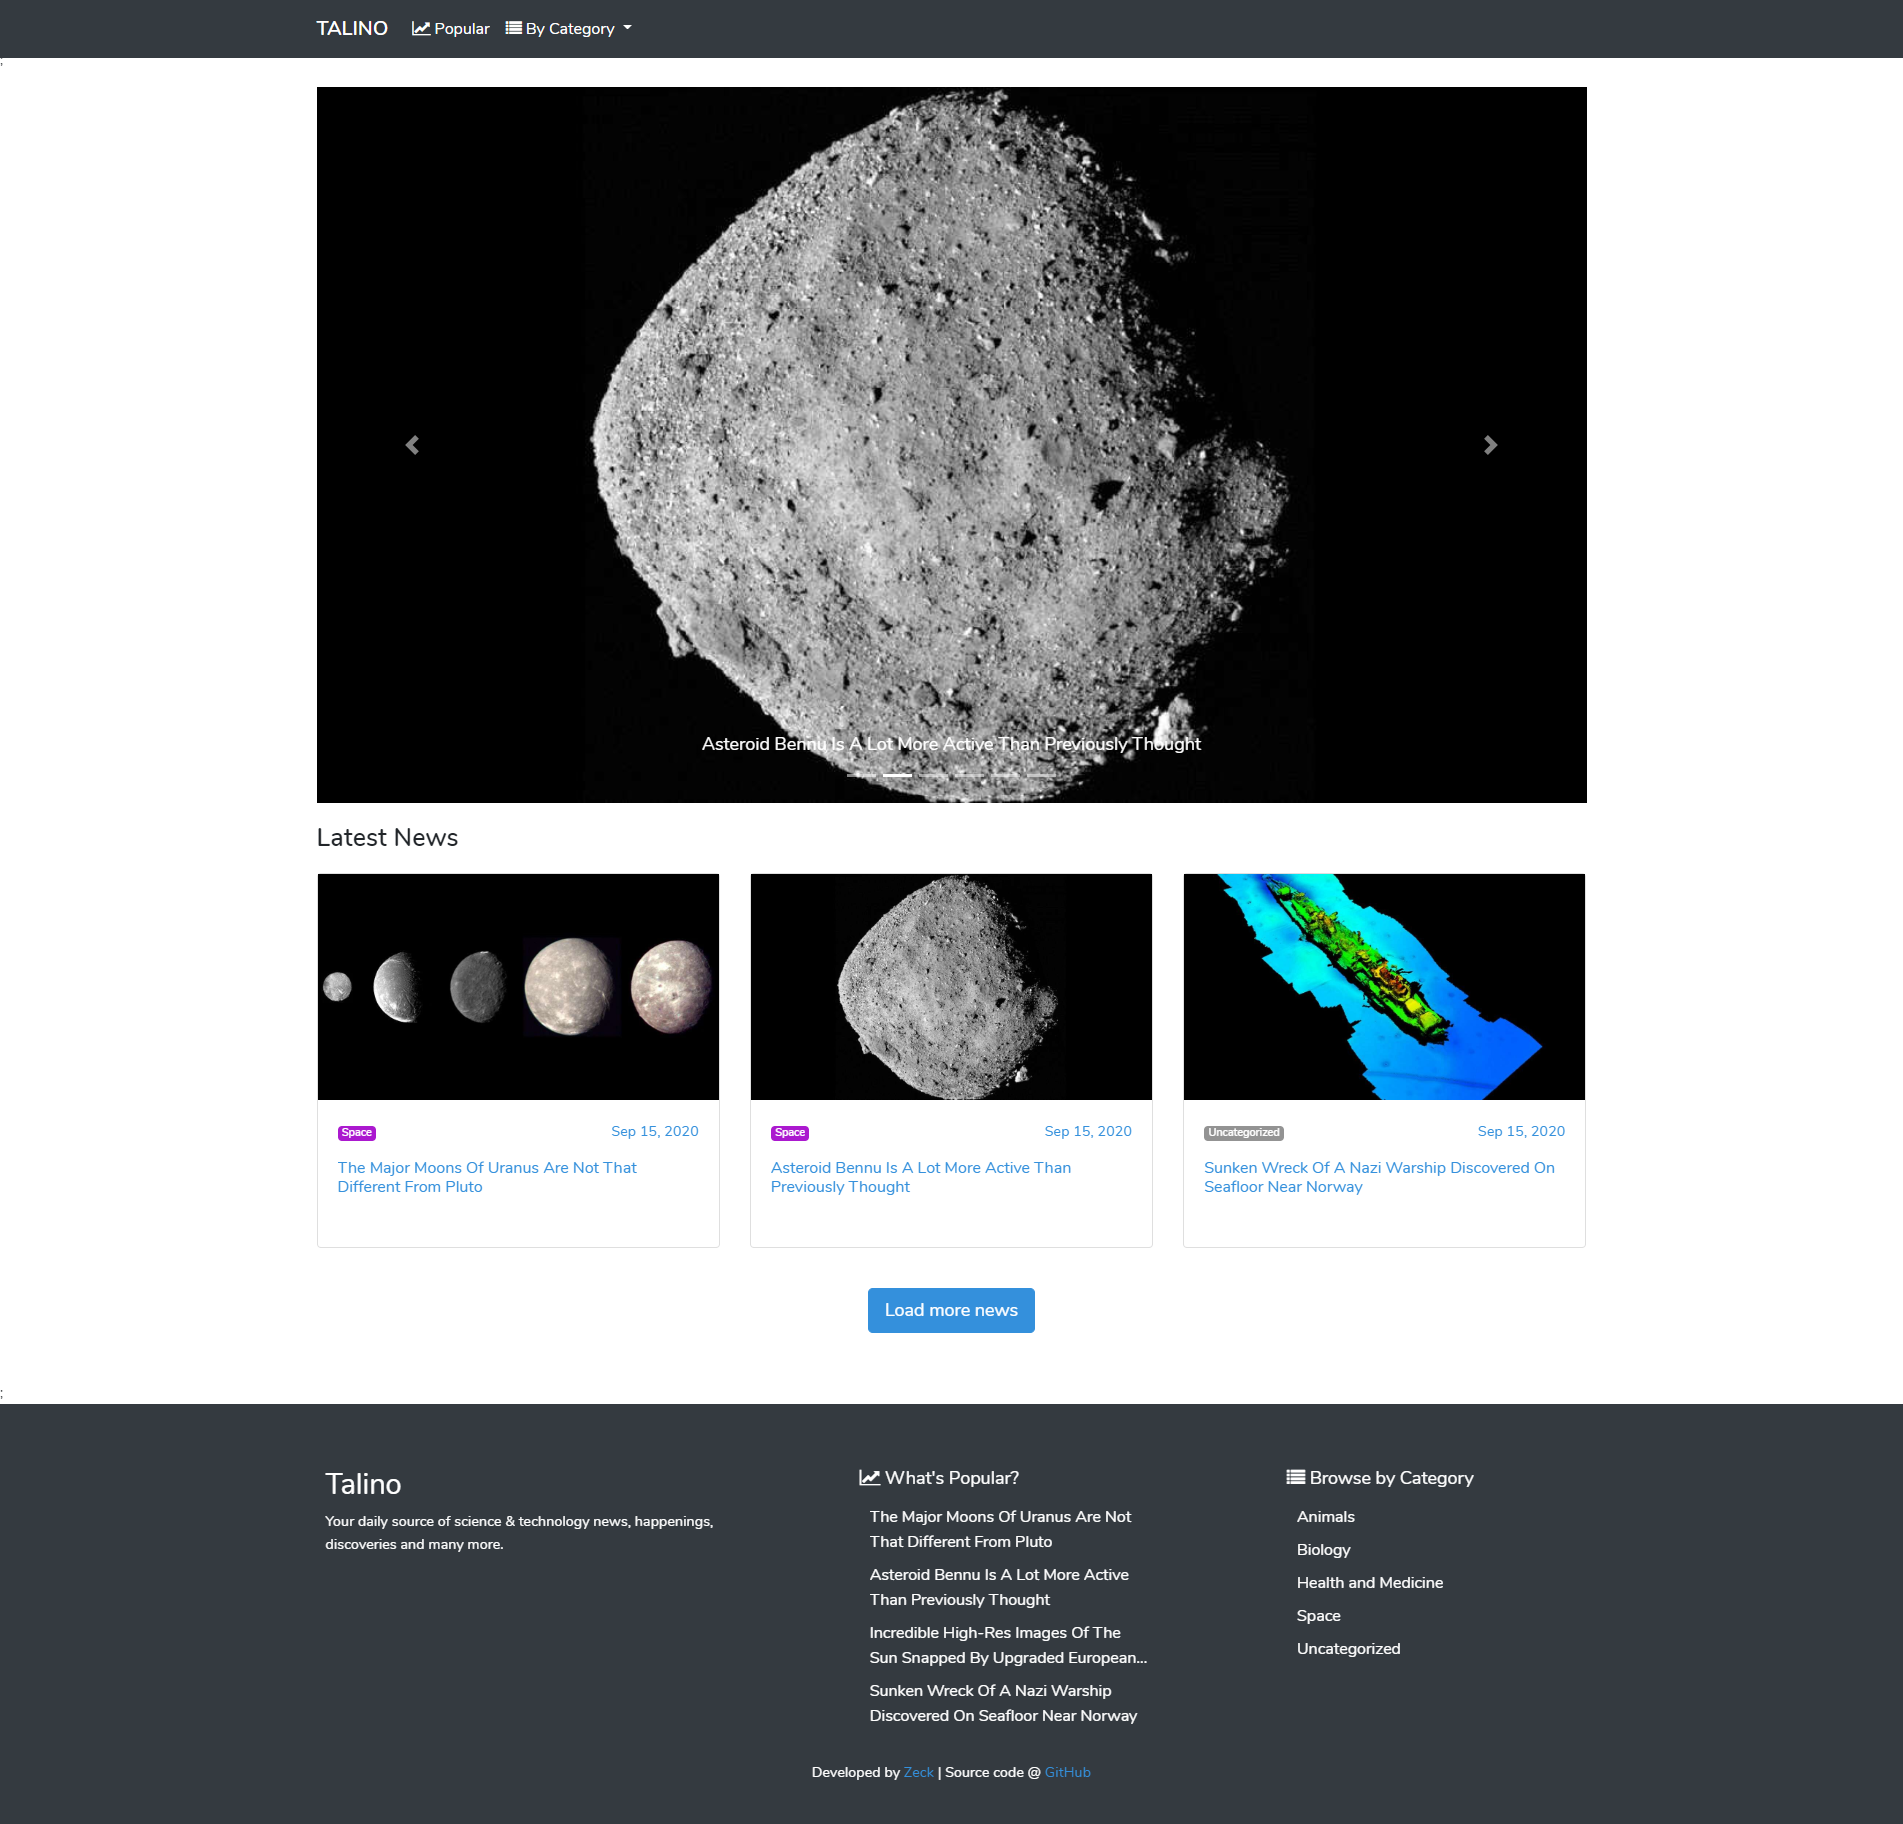 TALINO Popular By Category
;
Asteroid Bennu Is A Lot More Active Than Previously Thought
Latest News
Space Sep 15, 2020
The Major Moons Of Uranus Are Not That
Different From Pluto
Space Sep 15, 2020
Asteroid Bennu Is A Lot More Active Than
Previously Thought
Uncategorized Sep 15, 2020
Sunken Wreck Of A Nazi Warship Discovered On
Seafloor Near Norway
Load more news
;
Talino
Your daily source of science & technology news, happenings,
discoveries and many more.
What's Popular?
The Major Moons Of Uranus Are Not
That Different From Pluto
Asteroid Bennu Is A Lot More Active
Than Previously Thought
Incredible High-Res Images Of The
Sun Snapped By Upgraded European...
Sunken Wreck Of A Nazi Warship
Discovered On Seafloor Near Norway
Browse by Category
Animals
Biology
Health and Medicine
Space
Uncategorized
Developed by Zeck | Source code @ GitHub